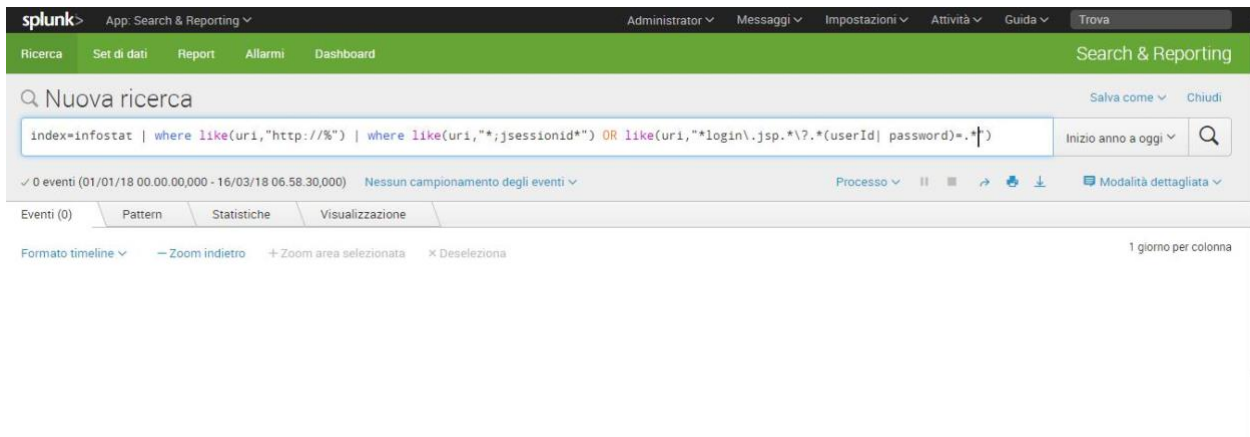 splunk> App: Search & Reporting Administrator Messaggi Impostazioni Attività Guida Trova
Ricerca Set di dati Report Allarmi Dashboard Search & Reporting
Nuova ricerca Salva come Chiudi
index=infostat | where like(uri,"http://%") | where like(uri,"*;jsessionid*") OR like(uri,"*login\.jsp.*\?.*(userId| password)=.*") Inizio anno a oggi
✓ 0 eventi (01/01/18 00.00.00,000 - 16/03/18 06.58.30,000) Nessun campionamento degli eventi Processo Modalità dettagliata
Eventi (0) Pattern Statistiche Visualizzazione
Formato timeline — Zoom indietro + Zoom area selezionata × Deseleziona 1 giorno per colonna